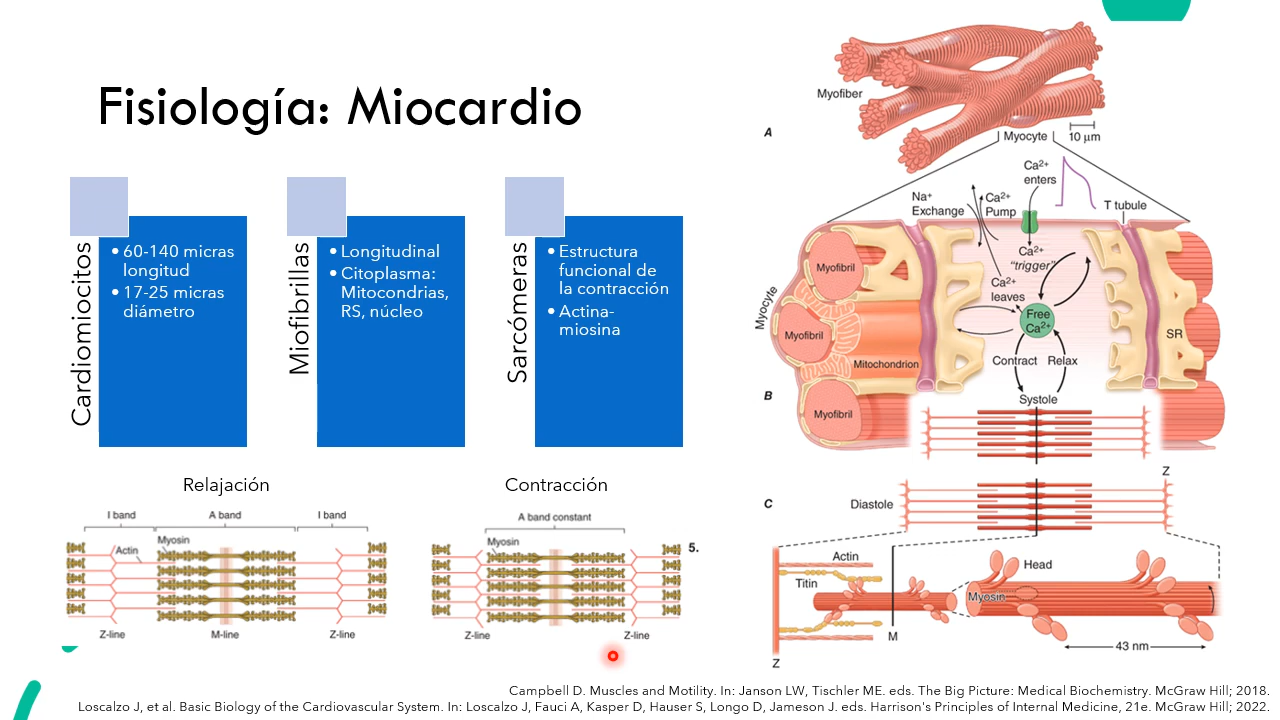 Fisiología: Miocardio
Cardiomiocitos
• 60-140 micras
longitud
• 17-25 micras
diámetro
Miofibrillas
• Longitudinal
• Citoplasma:
Mitocondrias,
RS, núcleo
Sarcómeras
• Estructura
funcional de
la contracción
• Actina-
miosina
Relajación
I band
A band
I band
Actin
Myosin
Z-line
M-line
Z-line
Contracción
A band constant
Myosin
5.
Z-line
Z-line
Myofiber
A
Myocyte
10 µm
Ca2+
enters
Na+
Exchange
Ca2+
Pump
T tubule
Ca2+
"trigger"
Ca2+
leaves
Myofibril
Myocyte
Myofibril
Free
Ca2+
SR
Mitochondrion
Contract
Relax
B
Myofibril
Systole
Z
C
Diastole
Actin
Titin
Head
Myosin
M
43 nm
Z
Campbell D. Muscles and Motility. In: Janson LW, Tischler ME. eds. The Big Picture: Medical Biochemistry. McGraw Hill; 2018.
Loscalzo J, et al. Basic Biology of the Cardiovascular System. In: Loscalzo J, Fauci A, Kasper D, Hauser S, Longo D, Jameson J. eds. Harrison's Principles of Internal Medicine, 21e. McGraw Hill; 2022.